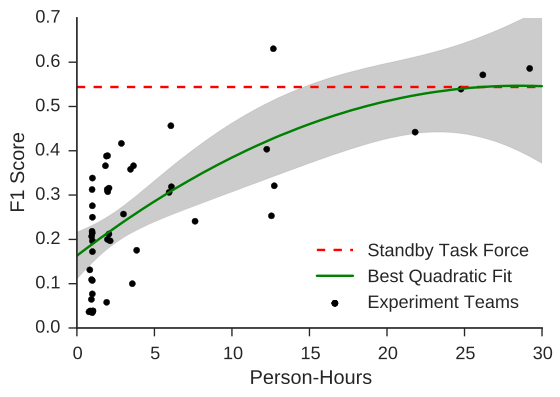 0.7
0.6
0.5
0.4
0.3
0.2
0.1
0.0
F1 Score
Standby Task Force
Best Quadratic Fit
Experiment Teams
0 5 10 15 20 25 30
Person-Hours